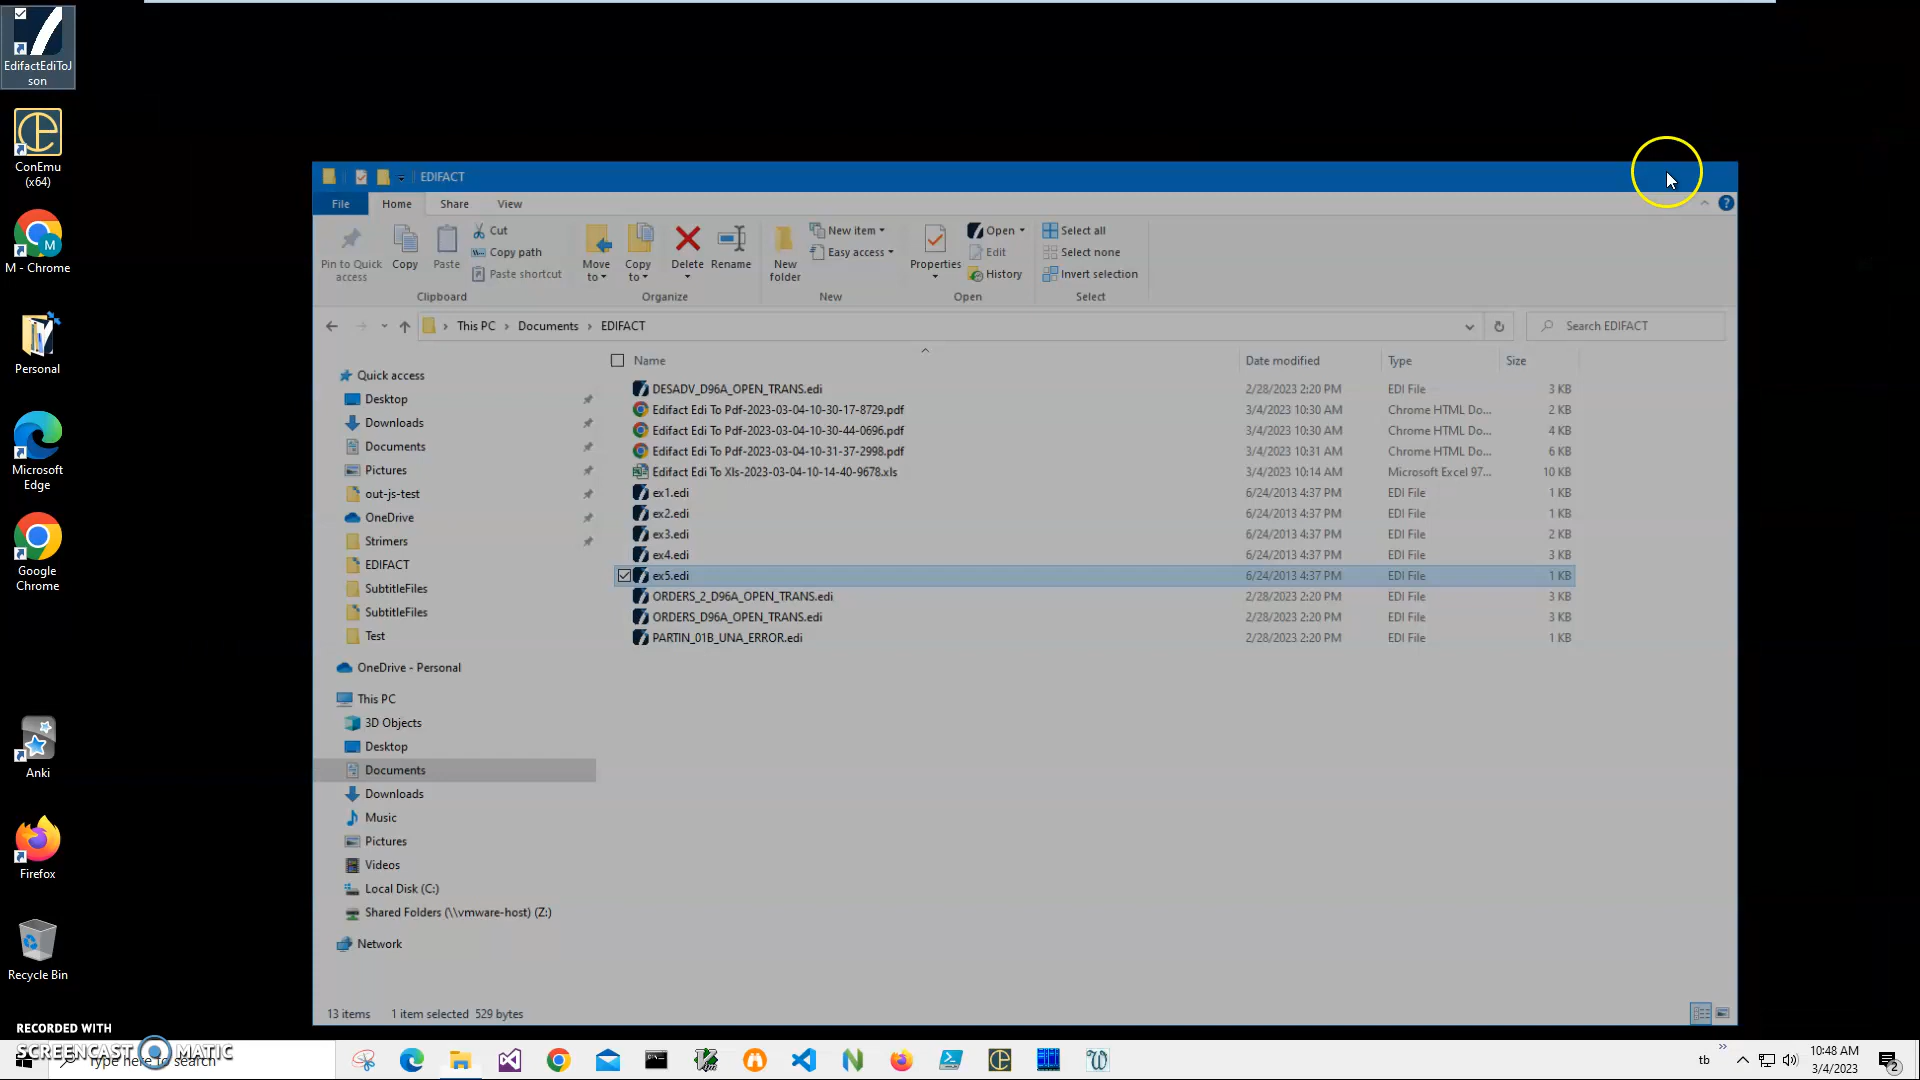 EdifactEdiToJ
son
ConEmu
(x64)
M - Chrome
Personal
Microsoft
Edge
Google
Chrome
Anki
Firefox
Recycle Bin
EDIFACT
File Home Share View
Pin to Quick
access
Copy
Paste
Cut
Copy path
Paste shortcut
Clipboard
Move
to
Copy
to
Delete
Rename
Organize
New
folder
New item
Easy access
New
Properties
Open
Edit
History
Open
Select all
Select none
Invert selection
Select
This PC > Documents > EDIFACT
Search EDIFACT
Quick access
Desktop
Downloads
Documents
Pictures
out-js-test
OneDrive
Strimers
EDIFACT
SubtitleFiles
SubtitleFiles
Test
OneDrive - Personal
This PC
3D Objects
Desktop
Documents
Downloads
Music
Pictures
Videos
Local Disk (C:)
Shared Folders (\\vmware-host) (Z:)
Network
Name Date modified Type Size
DESADV_D96A_OPEN_TRANS.edi 2/28/2023 2:20 PM EDI File 3 KB
Edifact Edi To Pdf-2023-03-04-10-30-17-8729.pdf 3/4/2023 10:30 AM Chrome HTML Do... 2 KB
Edifact Edi To Pdf-2023-03-04-10-30-44-0696.pdf 3/4/2023 10:30 AM Chrome HTML Do... 4 KB
Edifact Edi To Pdf-2023-03-04-10-31-37-2998.pdf 3/4/2023 10:31 AM Chrome HTML Do... 6 KB
Edifact Edi To Xls-2023-03-04-10-14-40-9678.xls 3/4/2023 10:14 AM Microsoft Excel 97... 10 KB
ex1.edi 6/24/2013 4:37 PM EDI File 1 KB
ex2.edi 6/24/2013 4:37 PM EDI File 1 KB
ex3.edi 6/24/2013 4:37 PM EDI File 2 KB
ex4.edi 6/24/2013 4:37 PM EDI File 3 KB
ex5.edi 6/24/2013 4:37 PM EDI File 1 KB
ORDERS_2_D96A_OPEN_TRANS.edi 2/28/2023 2:20 PM EDI File 3 KB
ORDERS_D96A_OPEN_TRANS.edi 2/28/2023 2:20 PM EDI File 3 KB
PARTIN_01B_UNA_ERROR.edi 2/28/2023 2:20 PM EDI File 1 KB
13 items 1 item selected 529 bytes
RECORDED WITH
SCREENCAST MATIC
Type here to search
tb
10:48 AM
3/4/2023
2